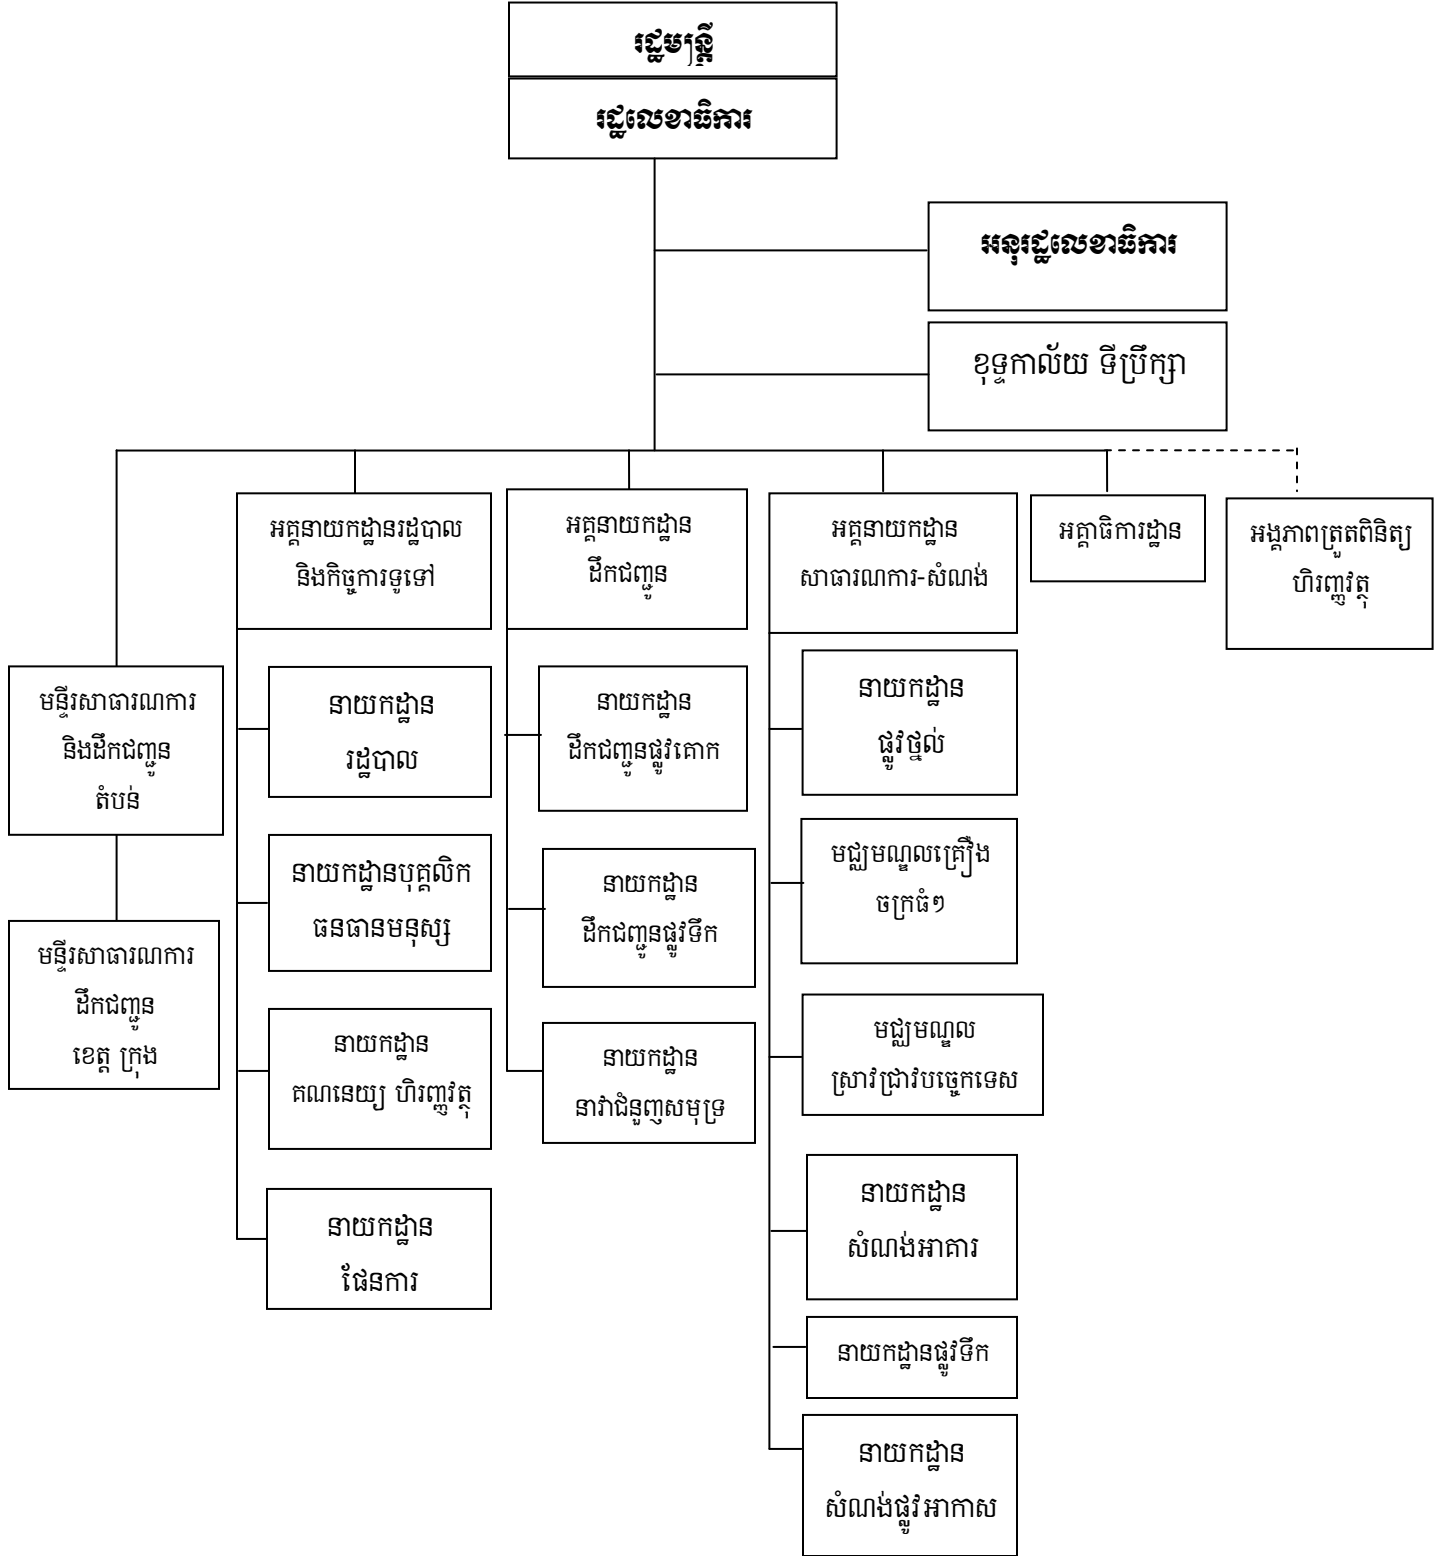 រដ្ឋមន្ត្រី
រដ្ឋលេខាធិការ
អនុរដ្ឋលេខាធិការ
ខុទ្ទកាល័យ ទីប្រឹក្សា
អគ្គនាយកដ្ឋានរដ្ឋបាល
និងកិច្ចការទូទៅ
អគ្គនាយកដ្ឋាន
ដឹកជញ្ជូន
អគ្គនាយកដ្ឋាន
សាធារណការ-សំណង់
អគ្គាធិការដ្ឋាន
អង្គភាពត្រួតពិនិត្យ
ហិរញ្ញវត្ថុ
មន្ទីរសាធារណការ
និងដឹកជញ្ជូន
តំបន់
មន្ទីរសាធារណការ
ដឹកជញ្ជូន
ខេត្ត ក្រុង
នាយកដ្ឋាន
រដ្ឋបាល
នាយកដ្ឋានបុគ្គលិក
ធនធានមនុស្ស
នាយកដ្ឋាន
គណនេយ្យ ហិរញ្ញវត្ថុ
នាយកដ្ឋាន
ផែនការ
នាយកដ្ឋាន
ដឹកជញ្ជូនផ្លូវគោក
នាយកដ្ឋាន
ដឹកជញ្ជូនផ្លូវទឹក
នាយកដ្ឋាន
នាវាជំនួញសមុទ្រ
នាយកដ្ឋាន
ផ្លូវថ្នល់
មជ្ឈមណ្ឌលគ្រឿង
ចក្រធំៗ
មជ្ឈមណ្ឌល
ស្រាវជ្រាវបច្ចេកទេស
នាយកដ្ឋាន
សំណង់អាគារ
នាយកដ្ឋានផ្លូវទឹក
នាយកដ្ឋាន
សំណង់ផ្លូវអាកាស